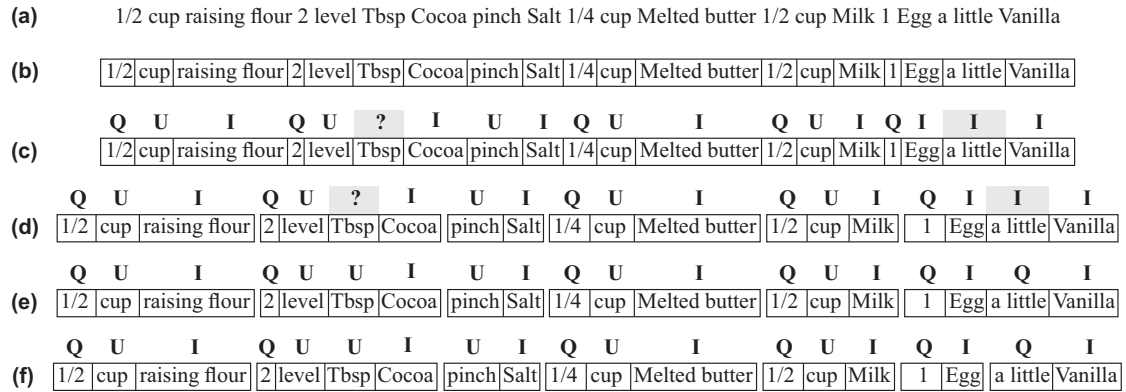 (a) 1/2 cup raising flour 2 level Tbsp Cocoa pinch Salt 1/4 cup Melted butter 1/2 cup Milk 1 Egg a little Vanilla
(b) 1/2 cup raising flour 2 level Tbsp Cocoa pinch Salt 1/4 cup Melted butter 1/2 cup Milk 1 Egg a little Vanilla
Q U I Q U ? I U I Q U I Q U I Q I I I
(c) 1/2 cup raising flour 2 level Tbsp Cocoa pinch Salt 1/4 cup Melted butter 1/2 cup Milk 1 Egg a little Vanilla
Q U I Q U ? I U I Q U I Q U I Q I I I
(d) 1/2 cup raising flour 2 level Tbsp Cocoa pinch Salt 1/4 cup Melted butter 1/2 cup Milk 1 Egg a little Vanilla
Q U I Q U U I U I Q U I Q U I Q I Q I
(e) 1/2 cup raising flour 2 level Tbsp Cocoa pinch Salt 1/4 cup Melted butter 1/2 cup Milk 1 Egg a little Vanilla
Q U I Q U U I U I Q U I Q U I Q I Q I
(f) 1/2 cup raising flour 2 level Tbsp Cocoa pinch Salt 1/4 cup Melted butter 1/2 cup Milk 1 Egg a little Vanilla